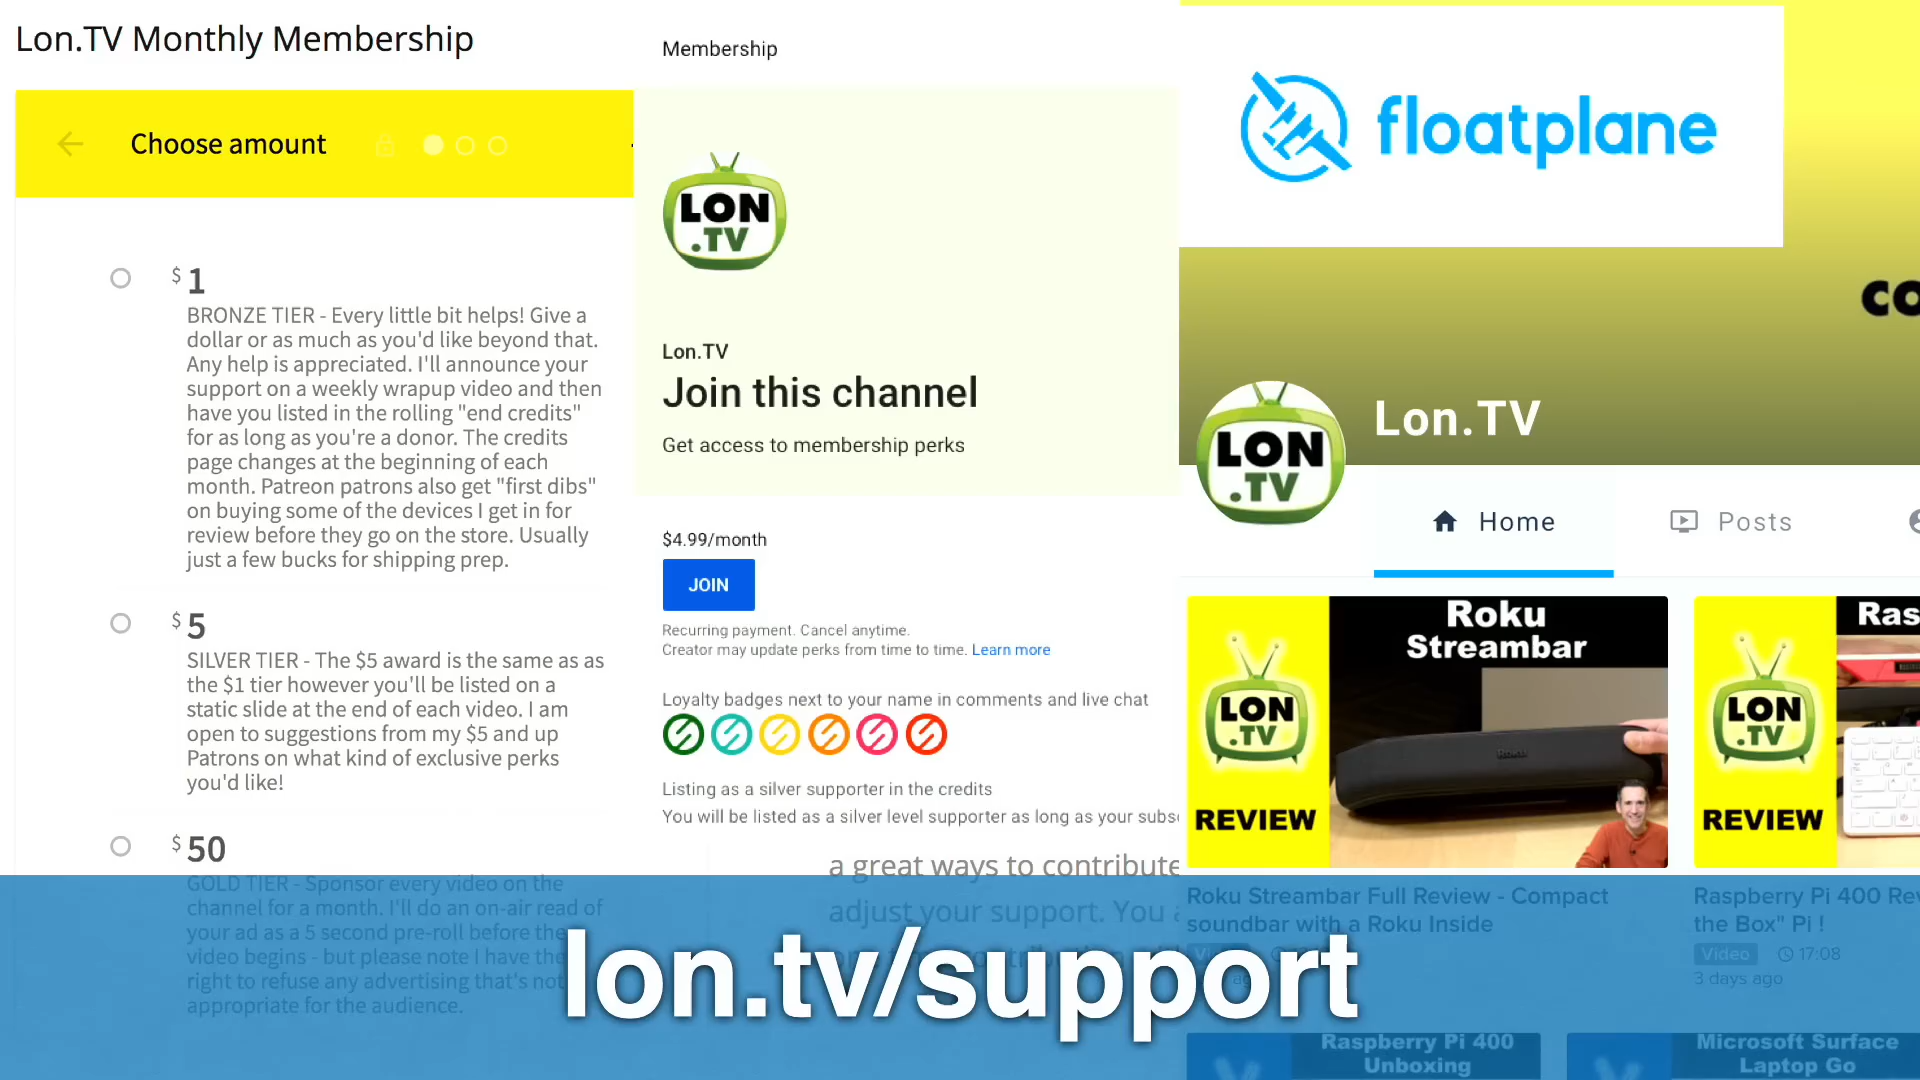 Lon.TV Monthly Membership
Choose amount
$ 1
BRONZE TIER - Every little bit helps! Give a
dollar or as much as you'd like beyond that.
Any help is appreciated. I'll announce your
support on a weekly wrapup video and then
have you listed in the rolling "end credits"
for as long as you're a donor. The credits
page changes at the beginning of each
month. Patreon patrons also get "first dibs"
on buying some of the devices I get in for
review before they go on the store. Usually
just a few bucks for shipping prep.
$ 5
SILVER TIER - The $5 award is the same as as
the $1 tier however you'll be listed on a
static slide at the end of each video. I am
open to suggestions from my $5 and up
Patrons on what kind of exclusive perks
you'd like!
$ 50
GOLD TIER - Sponsor every video on the
channel for a month. I'll do an on-air read of
your ad as a 5 second pre-roll before the
video begins - but please note I have the
right to refuse any advertising that's not
appropriate for the audience.
Membership
LON
.TV
Lon.TV
Join this channel
Get access to membership perks
$4.99/month
JOIN
Recurring payment. Cancel anytime.
Creator may update perks from time to time. Learn more
Loyalty badges next to your name in comments and live chat
Listing as a silver supporter in the credits
You will be listed as a silver level supporter as long as your
a great ways to contribute
adjust your support. You
floatplane
LON
.TV
Lon.TV
Home
Posts
Roku
Streambar
LON
.TV
REVIEW
Roku Streambar Full Review - Compact
soundbar with a Roku Inside
LON
.TV
REVIEW
Raspberry Pi 400
the Box" Pi !
Video 17:08
3 days ago
Raspberry Pi 400
Unboxing
Microsoft Surface
Laptop Go
lon.tv/support